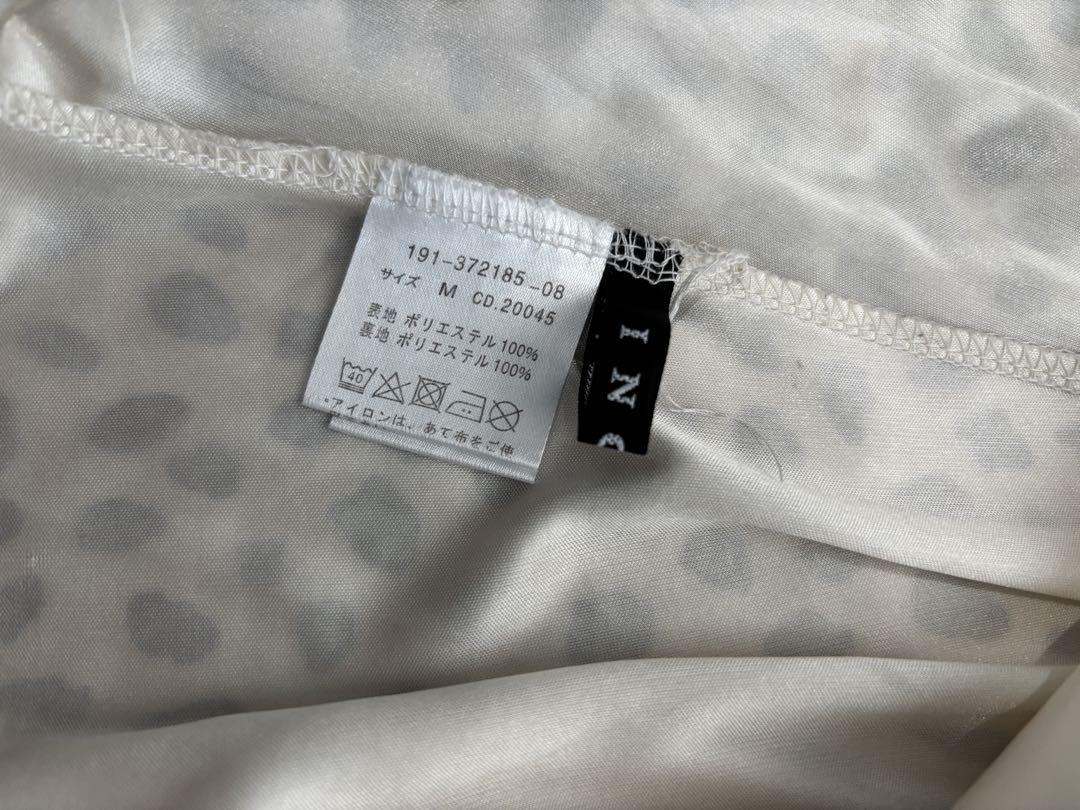 191-372185-08
サイズ M CD.20045
表地 ポリエステル100%
裏地 ポリエステル100%
40
・アイロンは、あて布をご使
I N